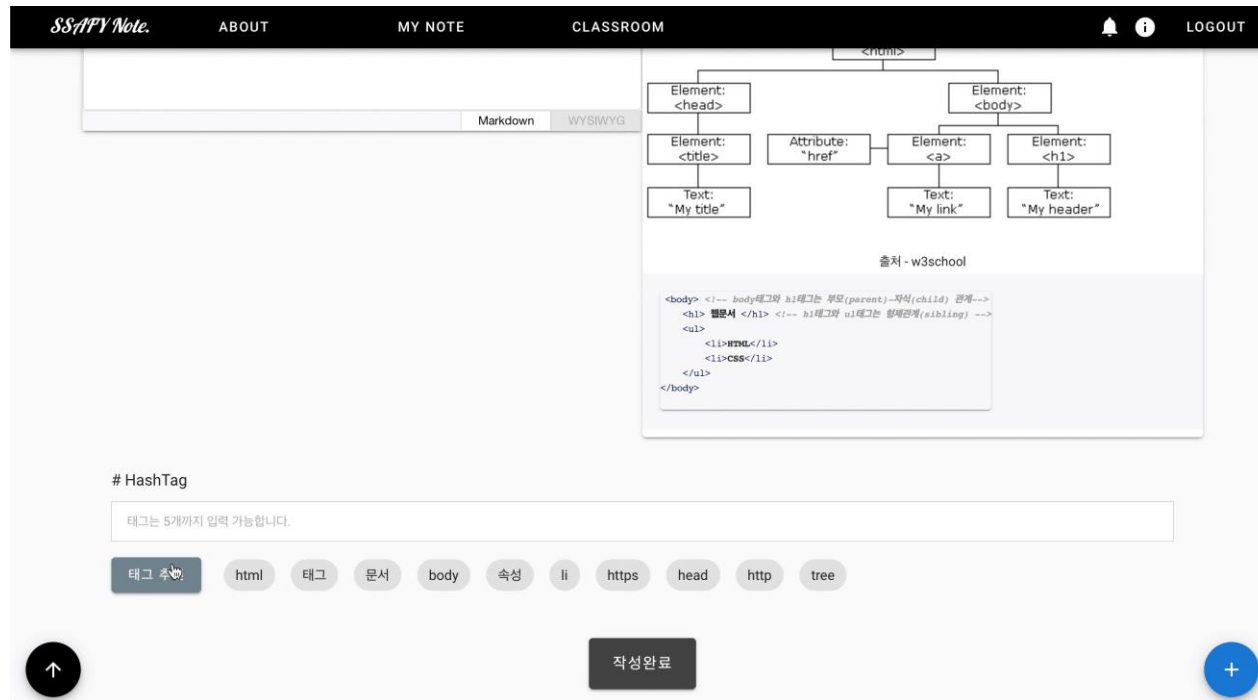 SSAFY Note. ABOUT MY NOTE CLASSROOM LOGOUT
<html>
Element: Element:
<head> <body>
Markdown WYSIWYG
Element: Attribute: Element: Element:
<title> "href" <a> <h1>
Text: Text: Text:
"My title" "My link" "My header"
출처 - w3school
<body> <!-- body태그와 h1태그는 부모(parent)-자식(child) 관계-->
<h1> 웹문서 </h1> <!-- h1태그와 ul태그는 형제관계(sibling) -->
<ul>
<li>HTML</li>
<li>CSS</li>
</ul>
</body>
# HashTag
태그는 5개까지 입력 가능합니다.
태그 html 태그 문서 body 속성 li https head http tree
작성완료